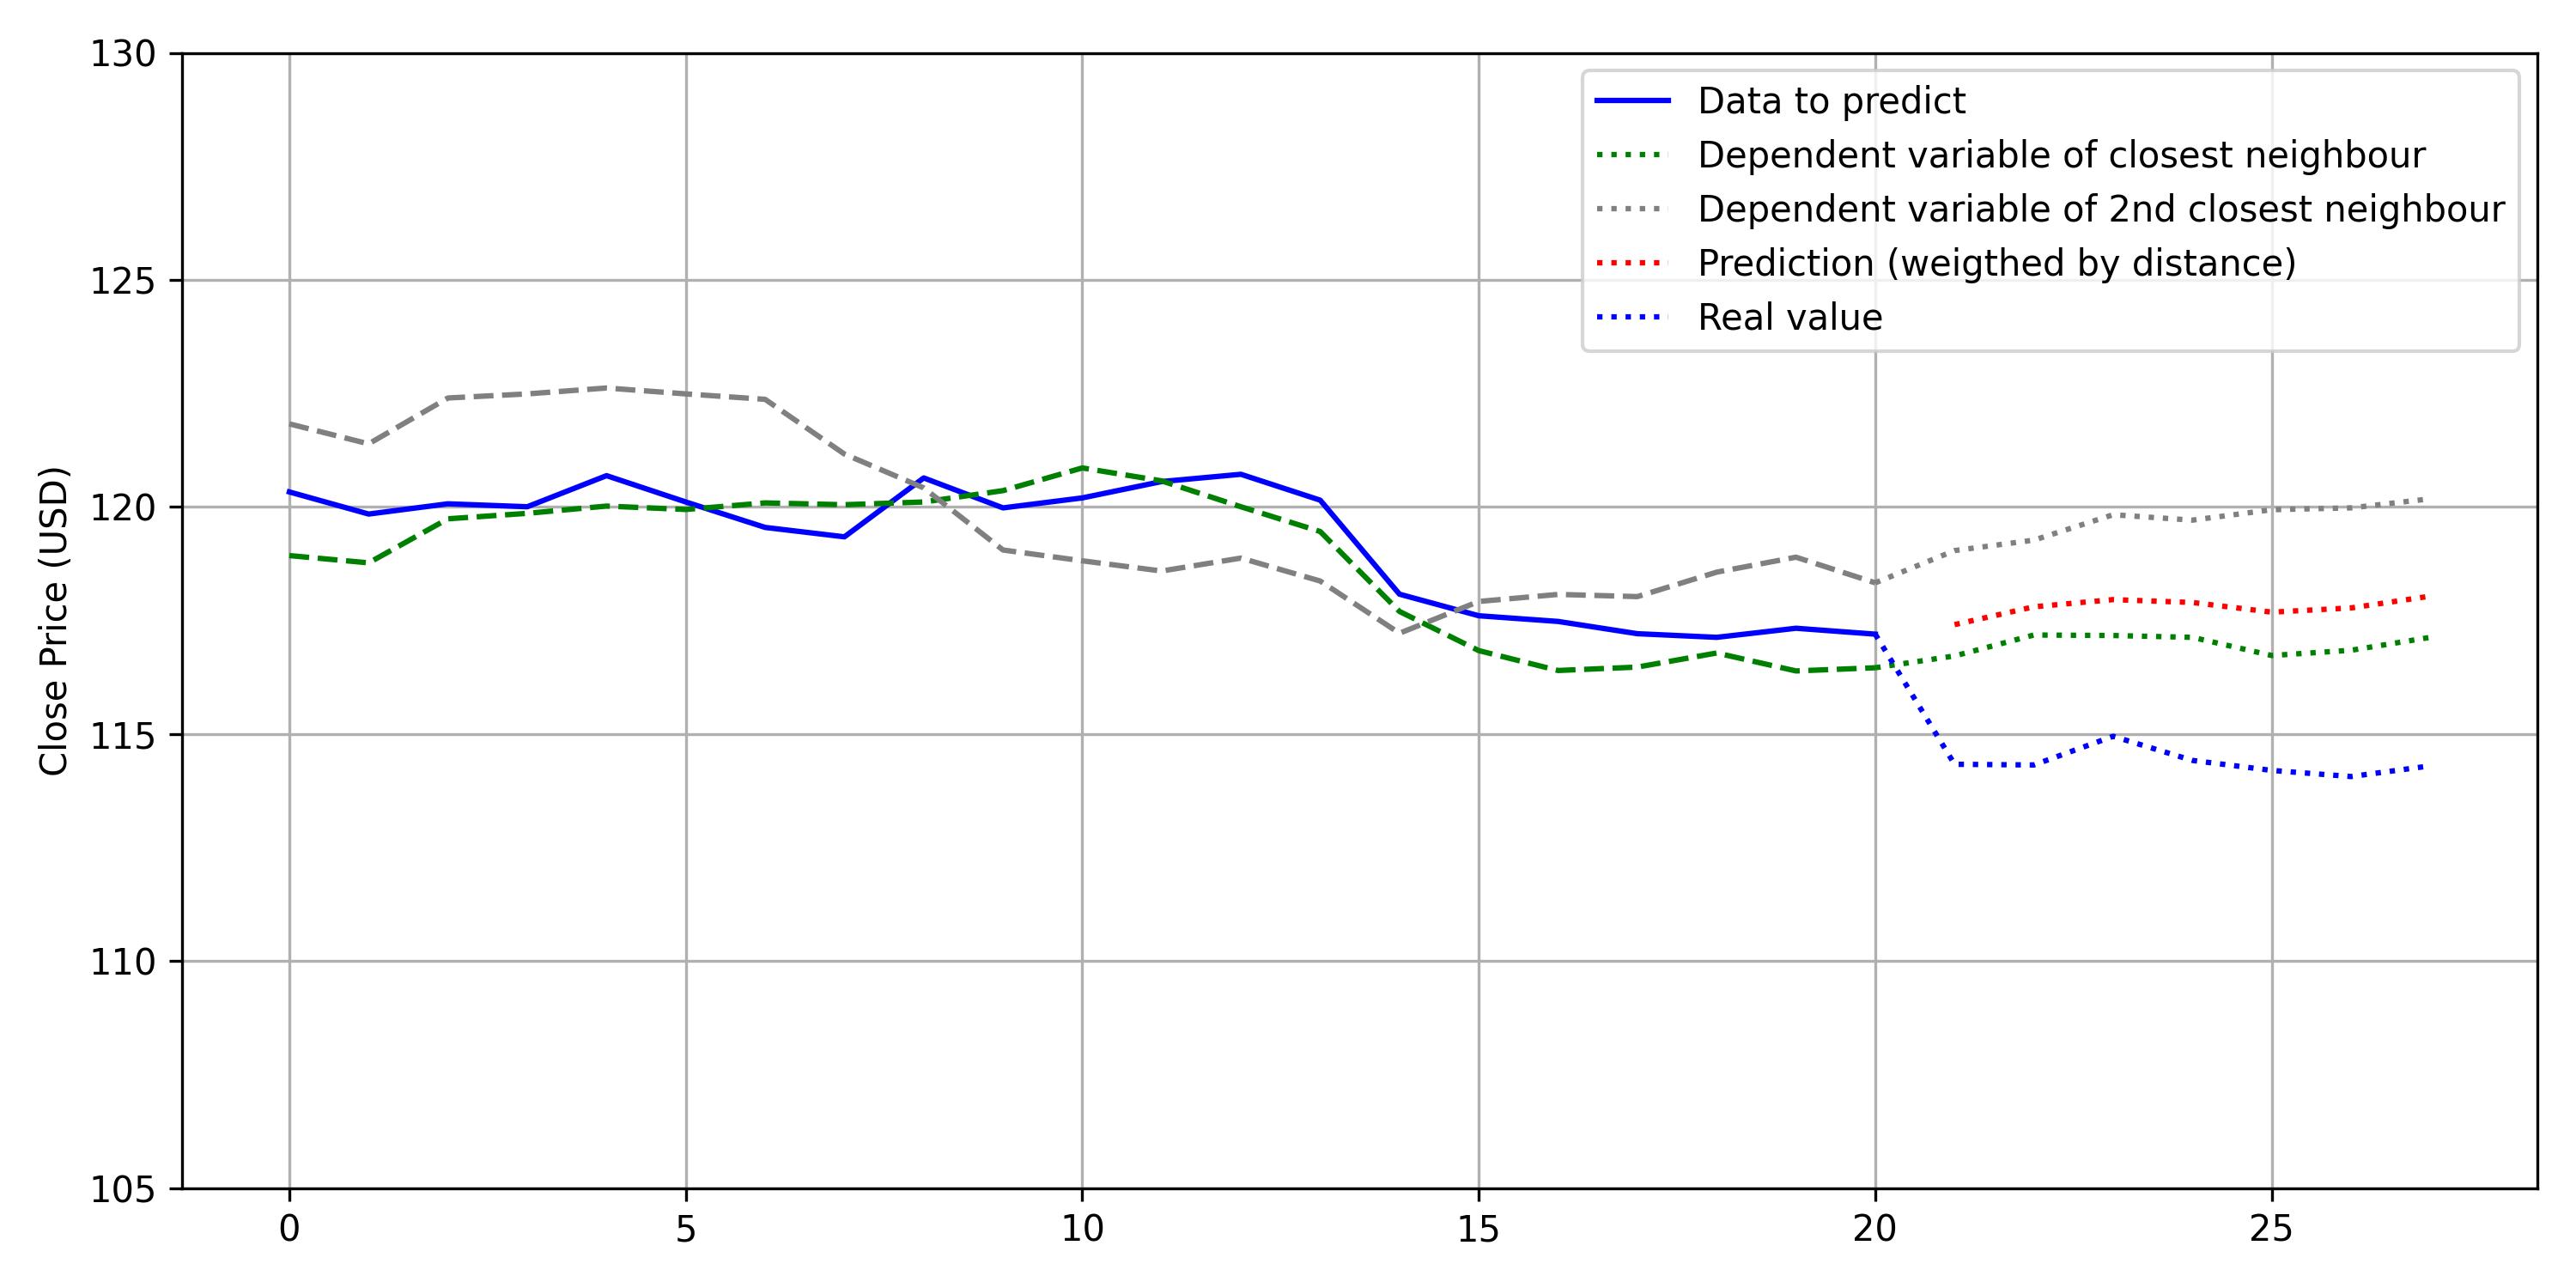 130
125
120
115
110
105
Close Price (USD)
Data to predict
Dependent variable of closest neighbour
Dependent variable of 2nd closest neighbour
Prediction (weigthed by distance)
Real value
0 5 10 15 20 25